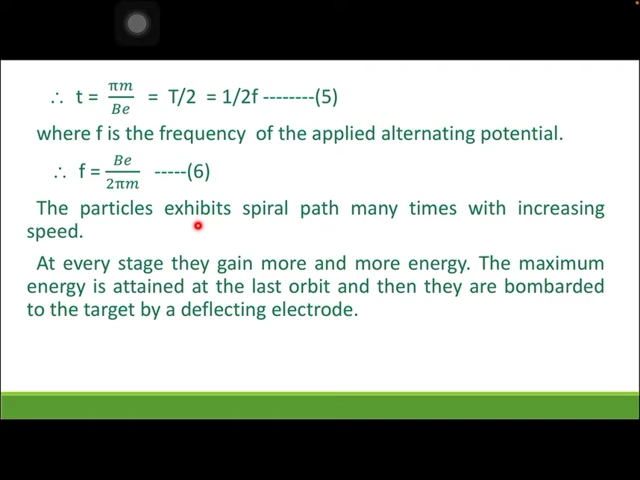 ∴ t = πm/Be = T/2 = 1/2f --------(5)
where f is the frequency of the applied alternating potential.
∴ f = Be/2πm -----(6)
The particles exhibits spiral path many times with increasing
speed.
At every stage they gain more and more energy. The maximum
energy is attained at the last orbit and then they are bombarded
to the target by a deflecting electrode.